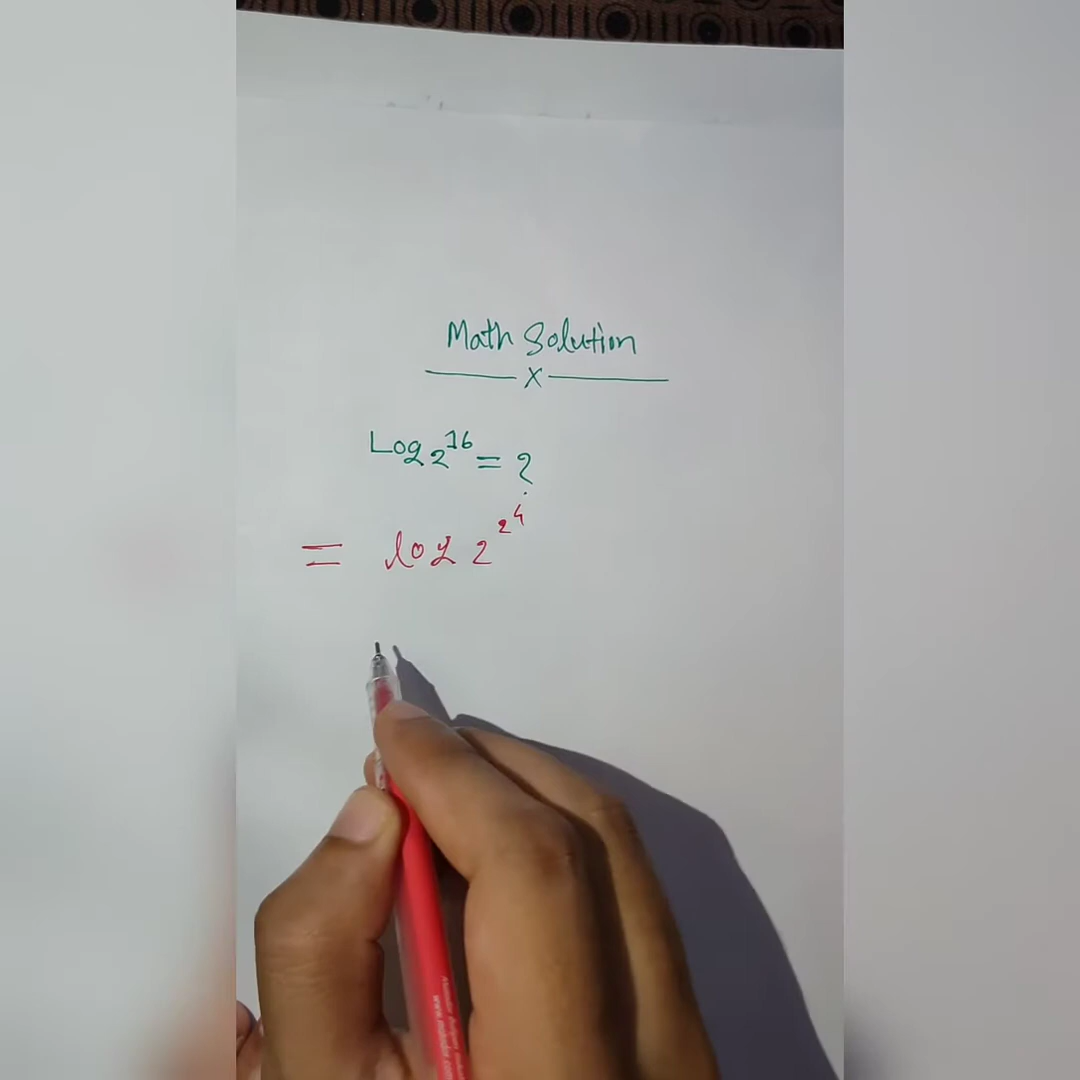 Math Solution
x
Log 2^16 = ?
= log 2^2^4